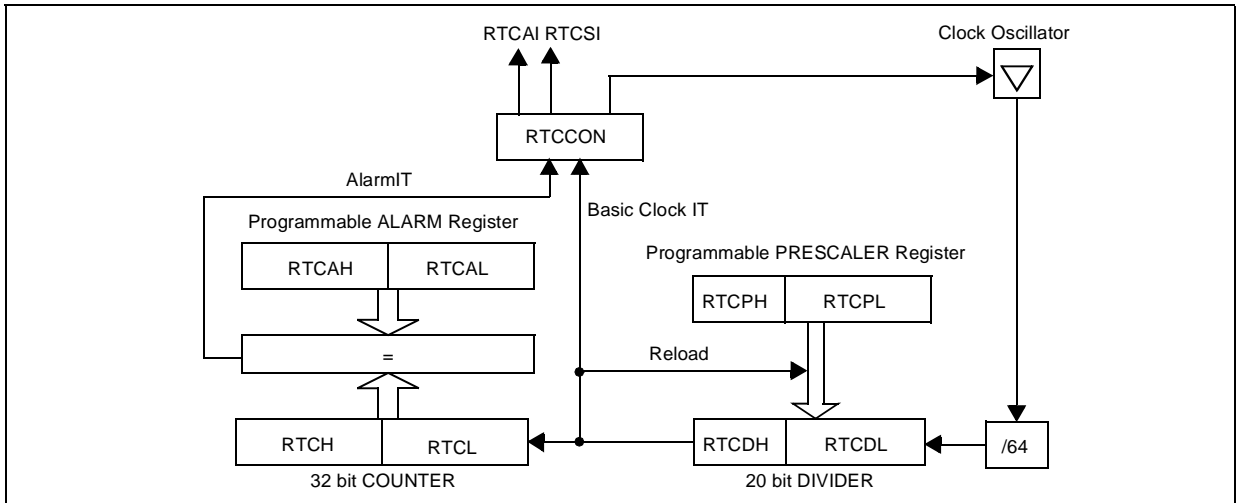 RTCAI RTCSI
Clock Oscillator
RTCCON
AlarmIT
Basic Clock IT
Programmable ALARM Register
Programmable PRESCALER Register
RTCAH RTCAL
RTCPH RTCPL
=
Reload
RTCH RTCL
RTCDH RTCDL
/64
32 bit COUNTER
20 bit DIVIDER